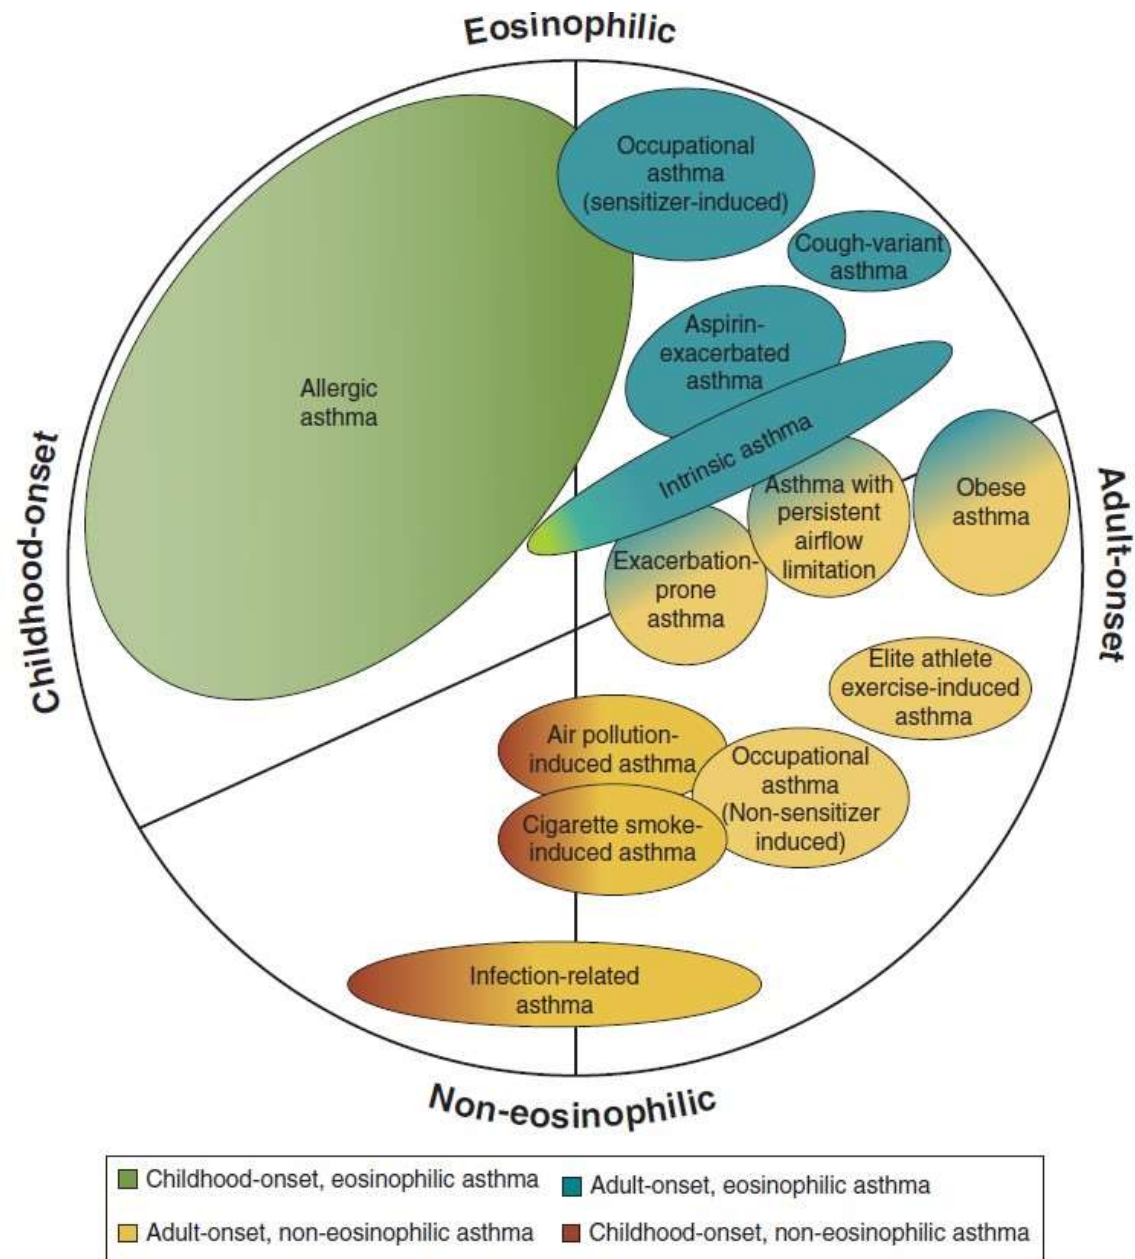 Eosinophilic
Occupational
asthma
(sensitizer-induced)
Cough-variant
asthma
Aspirin-
exacerbated
asthma
Allergic
asthma
Intrinsic asthma
Childhood-onset
Adult-onset
Asthma with
persistent
airflow
limitation
Obese
asthma
Exacerbation-
prone
asthma
Elite athlete
exercise-induced
asthma
Air pollution-
induced asthma
Occupational
asthma
(Non-sensitizer
induced)
Cigarette smoke-
induced asthma
Infection-related
asthma
Non-eosinophilic
Childhood-onset, eosinophilic asthma
Adult-onset, eosinophilic asthma
Adult-onset, non-eosinophilic asthma
Childhood-onset, non-eosinophilic asthma